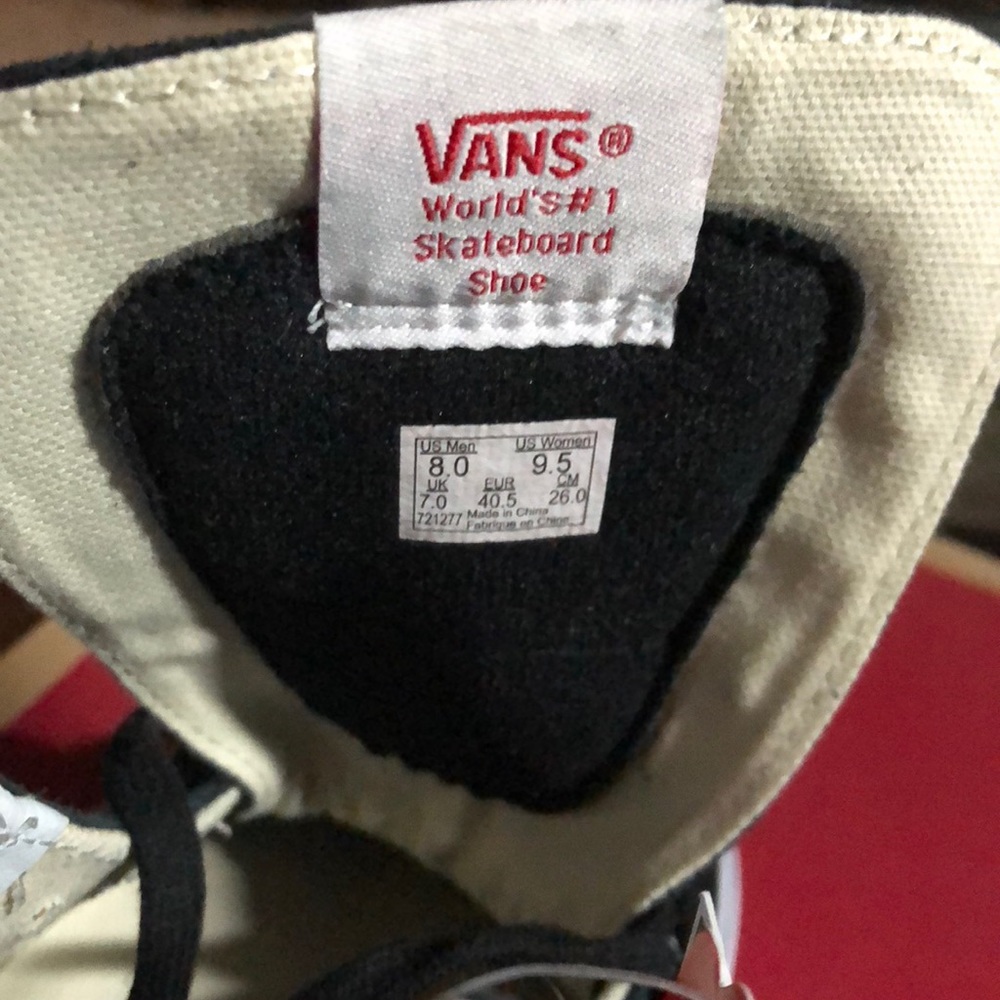 VANS®
World's #1
Skateboard
Shoe
US Men US Women
8.0 9.5
UK EUR CM
7.0 40.5 26.0
721277 Made in China
Fabrique en Chine